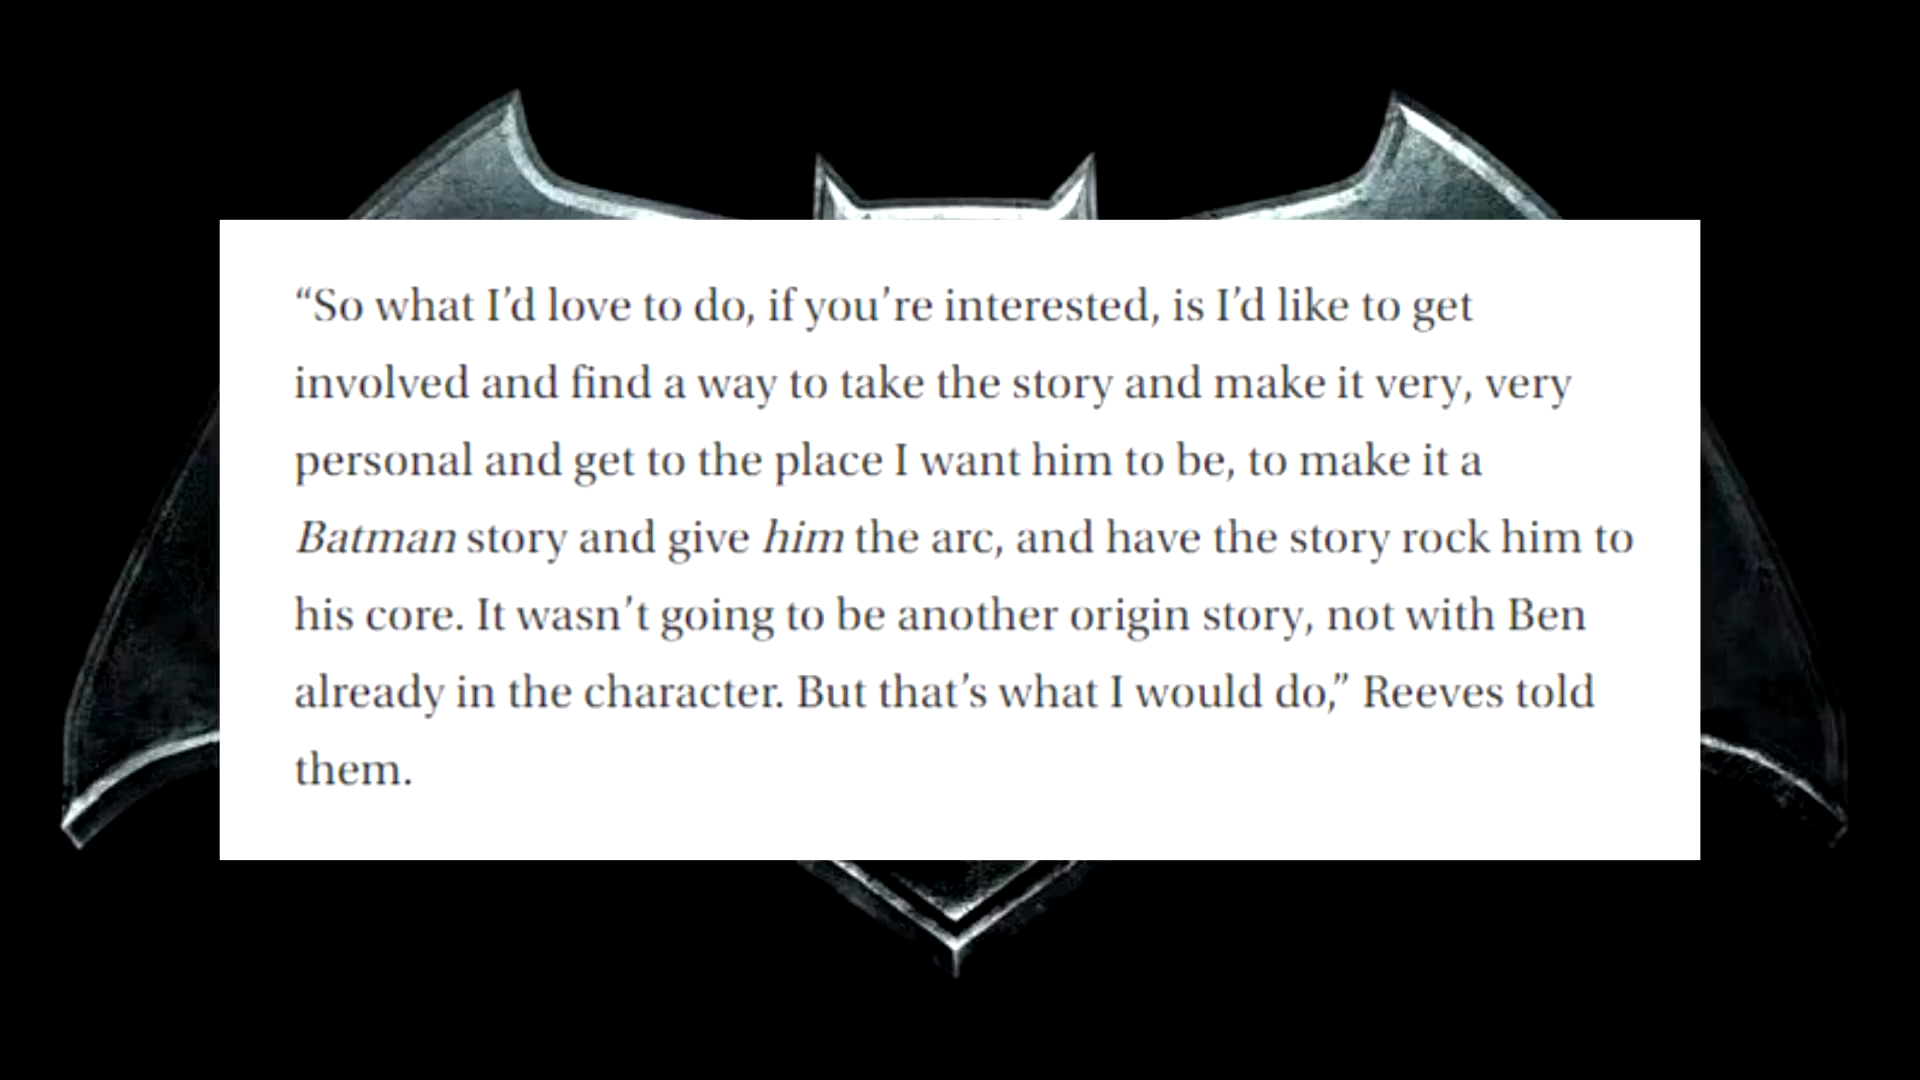 “So what I’d love to do, if you’re interested, is I’d like to get
involved and find a way to take the story and make it very, very
personal and get to the place I want him to be, to make it a
Batman story and give him the arc, and have the story rock him to
his core. It wasn’t going to be another origin story, not with Ben
already in the character. But that’s what I would do,” Reeves told
them.